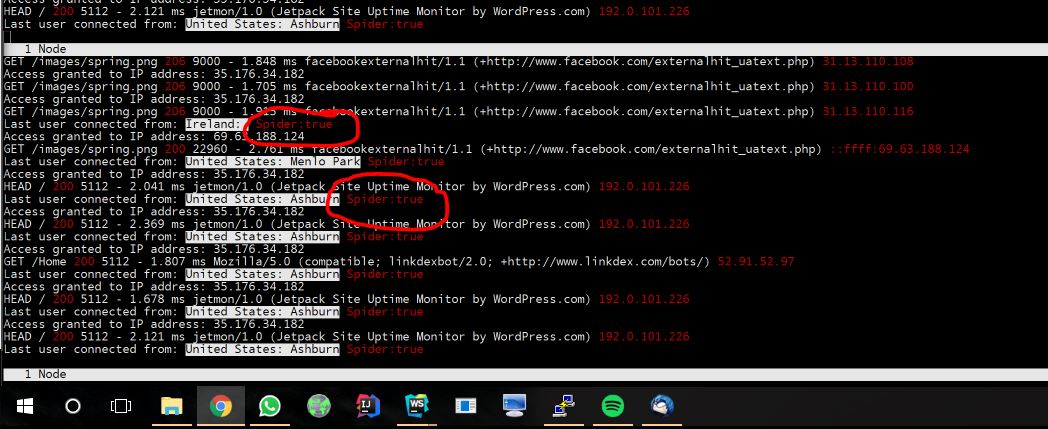 Access granted to IP address: 35.176.34.182
HEAD / 200 5112 - 2.121 ms jetmon/1.0 (Jetpack Site Uptime Monitor by WordPress.com) 192.0.101.226
Last user connected from: United States: Ashburn Spider:true
1 Node
GET /images/spring.png 206 9000 - 1.848 ms facebookexternalhit/1.1 (+http://www.facebook.com/externalhit_uatext.php) 31.13.110.108
Access granted to IP address: 35.176.34.182
GET /images/spring.png 206 9000 - 1.705 ms facebookexternalhit/1.1 (+http://www.facebook.com/externalhit_uatext.php) 31.13.110.100
Access granted to IP address: 35.176.34.182
GET /images/spring.png 206 9000 - 1.915 ms facebookexternalhit/1.1 (+http://www.facebook.com/externalhit_uatext.php) 31.13.110.116
Last user connected from: Ireland: Spider:true
Access granted to IP address: 69.63.188.124
GET /images/spring.png 200 22960 - 2.761 ms facebookexternalhit/1.1 (+http://www.facebook.com/externalhit_uatext.php) ::ffff:69.63.188.124
Last user connected from: United States: Menlo Park Spider:true
Access granted to IP address: 35.176.34.182
HEAD / 200 5112 - 2.041 ms jetmon/1.0 (Jetpack Site Uptime Monitor by WordPress.com) 192.0.101.226
Last user connected from: United States: Ashburn Spider:true
Access granted to IP address: 35.176.34.182
HEAD / 200 5112 - 2.369 ms jetmon/1.0 (Jetpack Site Uptime Monitor by WordPress.com) 192.0.101.226
Last user connected from: United States: Ashburn Spider:true
Access granted to IP address: 35.176.34.182
GET /Home 200 5112 - 1.807 ms Mozilla/5.0 (compatible; linkdexbot/2.0; +http://www.linkdex.com/bots/) 52.91.52.97
Last user connected from: United States: Ashburn Spider:true
Access granted to IP address: 35.176.34.182
HEAD / 200 5112 - 1.678 ms jetmon/1.0 (Jetpack Site Uptime Monitor by WordPress.com) 192.0.101.226
Last user connected from: United States: Ashburn Spider:true
Access granted to IP address: 35.176.34.182
HEAD / 200 5112 - 2.121 ms jetmon/1.0 (Jetpack Site Uptime Monitor by WordPress.com) 192.0.101.226
Last user connected from: United States: Ashburn Spider:true
1 Node
IJ
WS